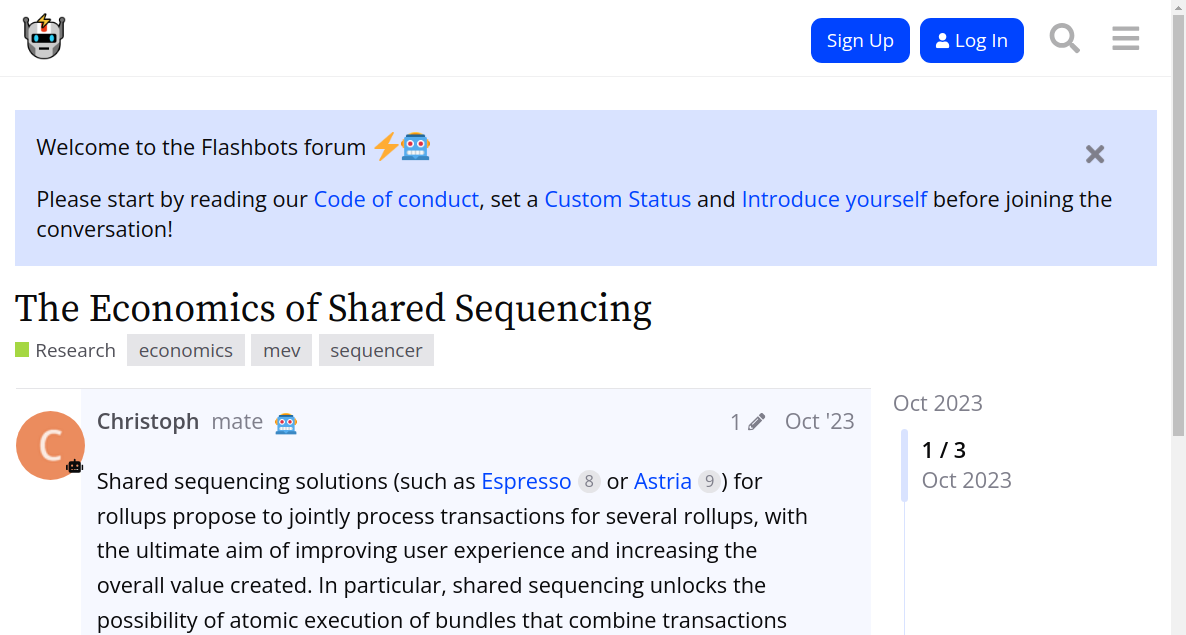 Sign Up
Log In
Welcome to the Flashbots forum
Please start by reading our Code of conduct, set a Custom Status and Introduce yourself before joining the
conversation!
The Economics of Shared Sequencing
Research economics mev sequencer
Christoph mate 1 Oct '23
C
Shared sequencing solutions (such as Espresso 8 or Astria 9) for
rollups propose to jointly process transactions for several rollups, with
the ultimate aim of improving user experience and increasing the
overall value created. In particular, shared sequencing unlocks the
possibility of atomic execution of bundles that combine transactions
Oct 2023
1 / 3
Oct 2023